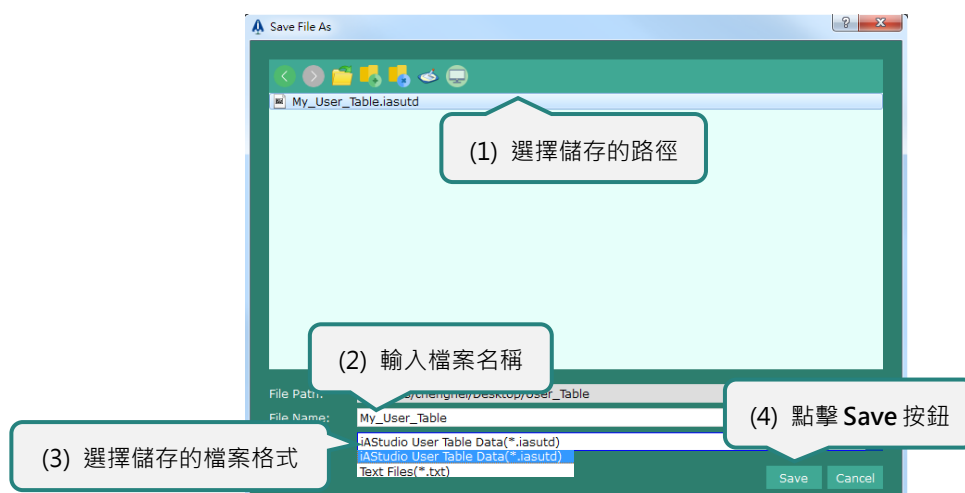 Save File As
My_User_Table.iasutd
(1) 選擇儲存的路徑
(2) 輸入檔案名稱
File Path:
/Desktop/User_Table
File Name:
My_User_Table
(4) 點擊 Save 按鈕
(3) 選擇儲存的檔案格式
iAStudio User Table Data(*.iasutd)
iAStudio User Table Data(*.iasutd)
Text Files(*.txt)
Save Cancel